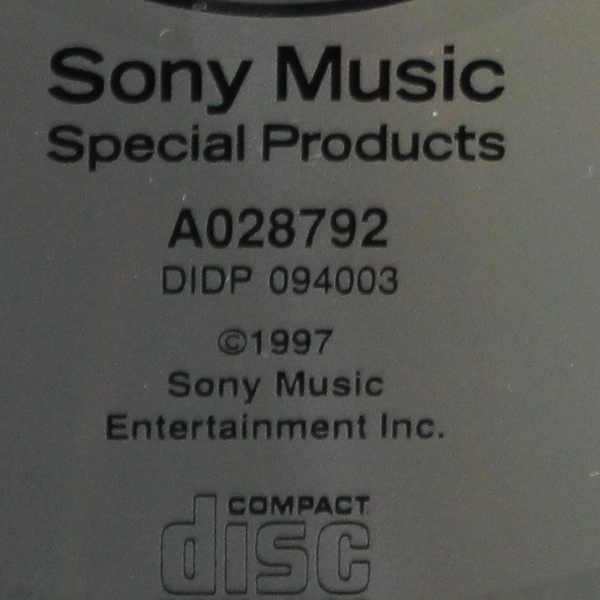 Sony Music
Special Products
A028792
DIDP 094003
©1997
Sony Music
Entertainment Inc.
COMPACT
disc